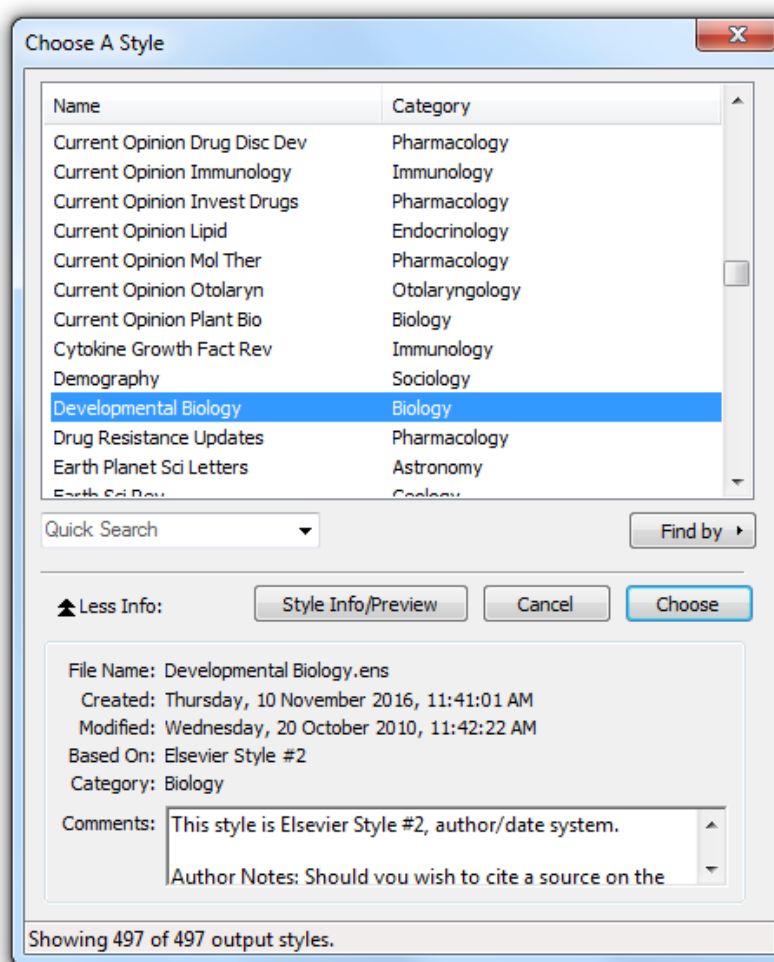 Choose A Style
Name Category
Current Opinion Drug Disc Dev Pharmacology
Current Opinion Immunology Immunology
Current Opinion Invest Drugs Pharmacology
Current Opinion Lipid Endocrinology
Current Opinion Mol Ther Pharmacology
Current Opinion Otolaryn Otolaryngology
Current Opinion Plant Bio Biology
Cytokine Growth Fact Rev Immunology
Demography Sociology
Developmental Biology Biology
Drug Resistance Updates Pharmacology
Earth Planet Sci Letters Astronomy
Earth Sci Rev Geology
Quick Search Find by
Less Info: Style Info/Preview Cancel Choose
File Name: Developmental Biology.ens
Created: Thursday, 10 November 2016, 11:41:01 AM
Modified: Wednesday, 20 October 2010, 11:42:22 AM
Based On: Elsevier Style #2
Category: Biology
Comments: This style is Elsevier Style #2, author/date system.
Author Notes: Should you wish to cite a source on the
Showing 497 of 497 output styles.